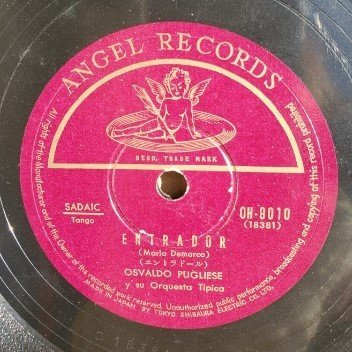 ANGEL RECORDS
REGD. TRADE MARK
SADAIC
Tango
OH-9010
(18381)
ENTRADOR
(Mario Demarco)
(エントラドール)
OSVALDO PUGLIESE
y su Orquesta Tipica
All rights of the Manufacturer and of the Owner of the recorded work reserved. Unauthorized public performance, broadcasting and copying of this record prohibited
MADE IN JAPAN BY TOKYO SHIBAURA ELECTRIC CO. LTD.